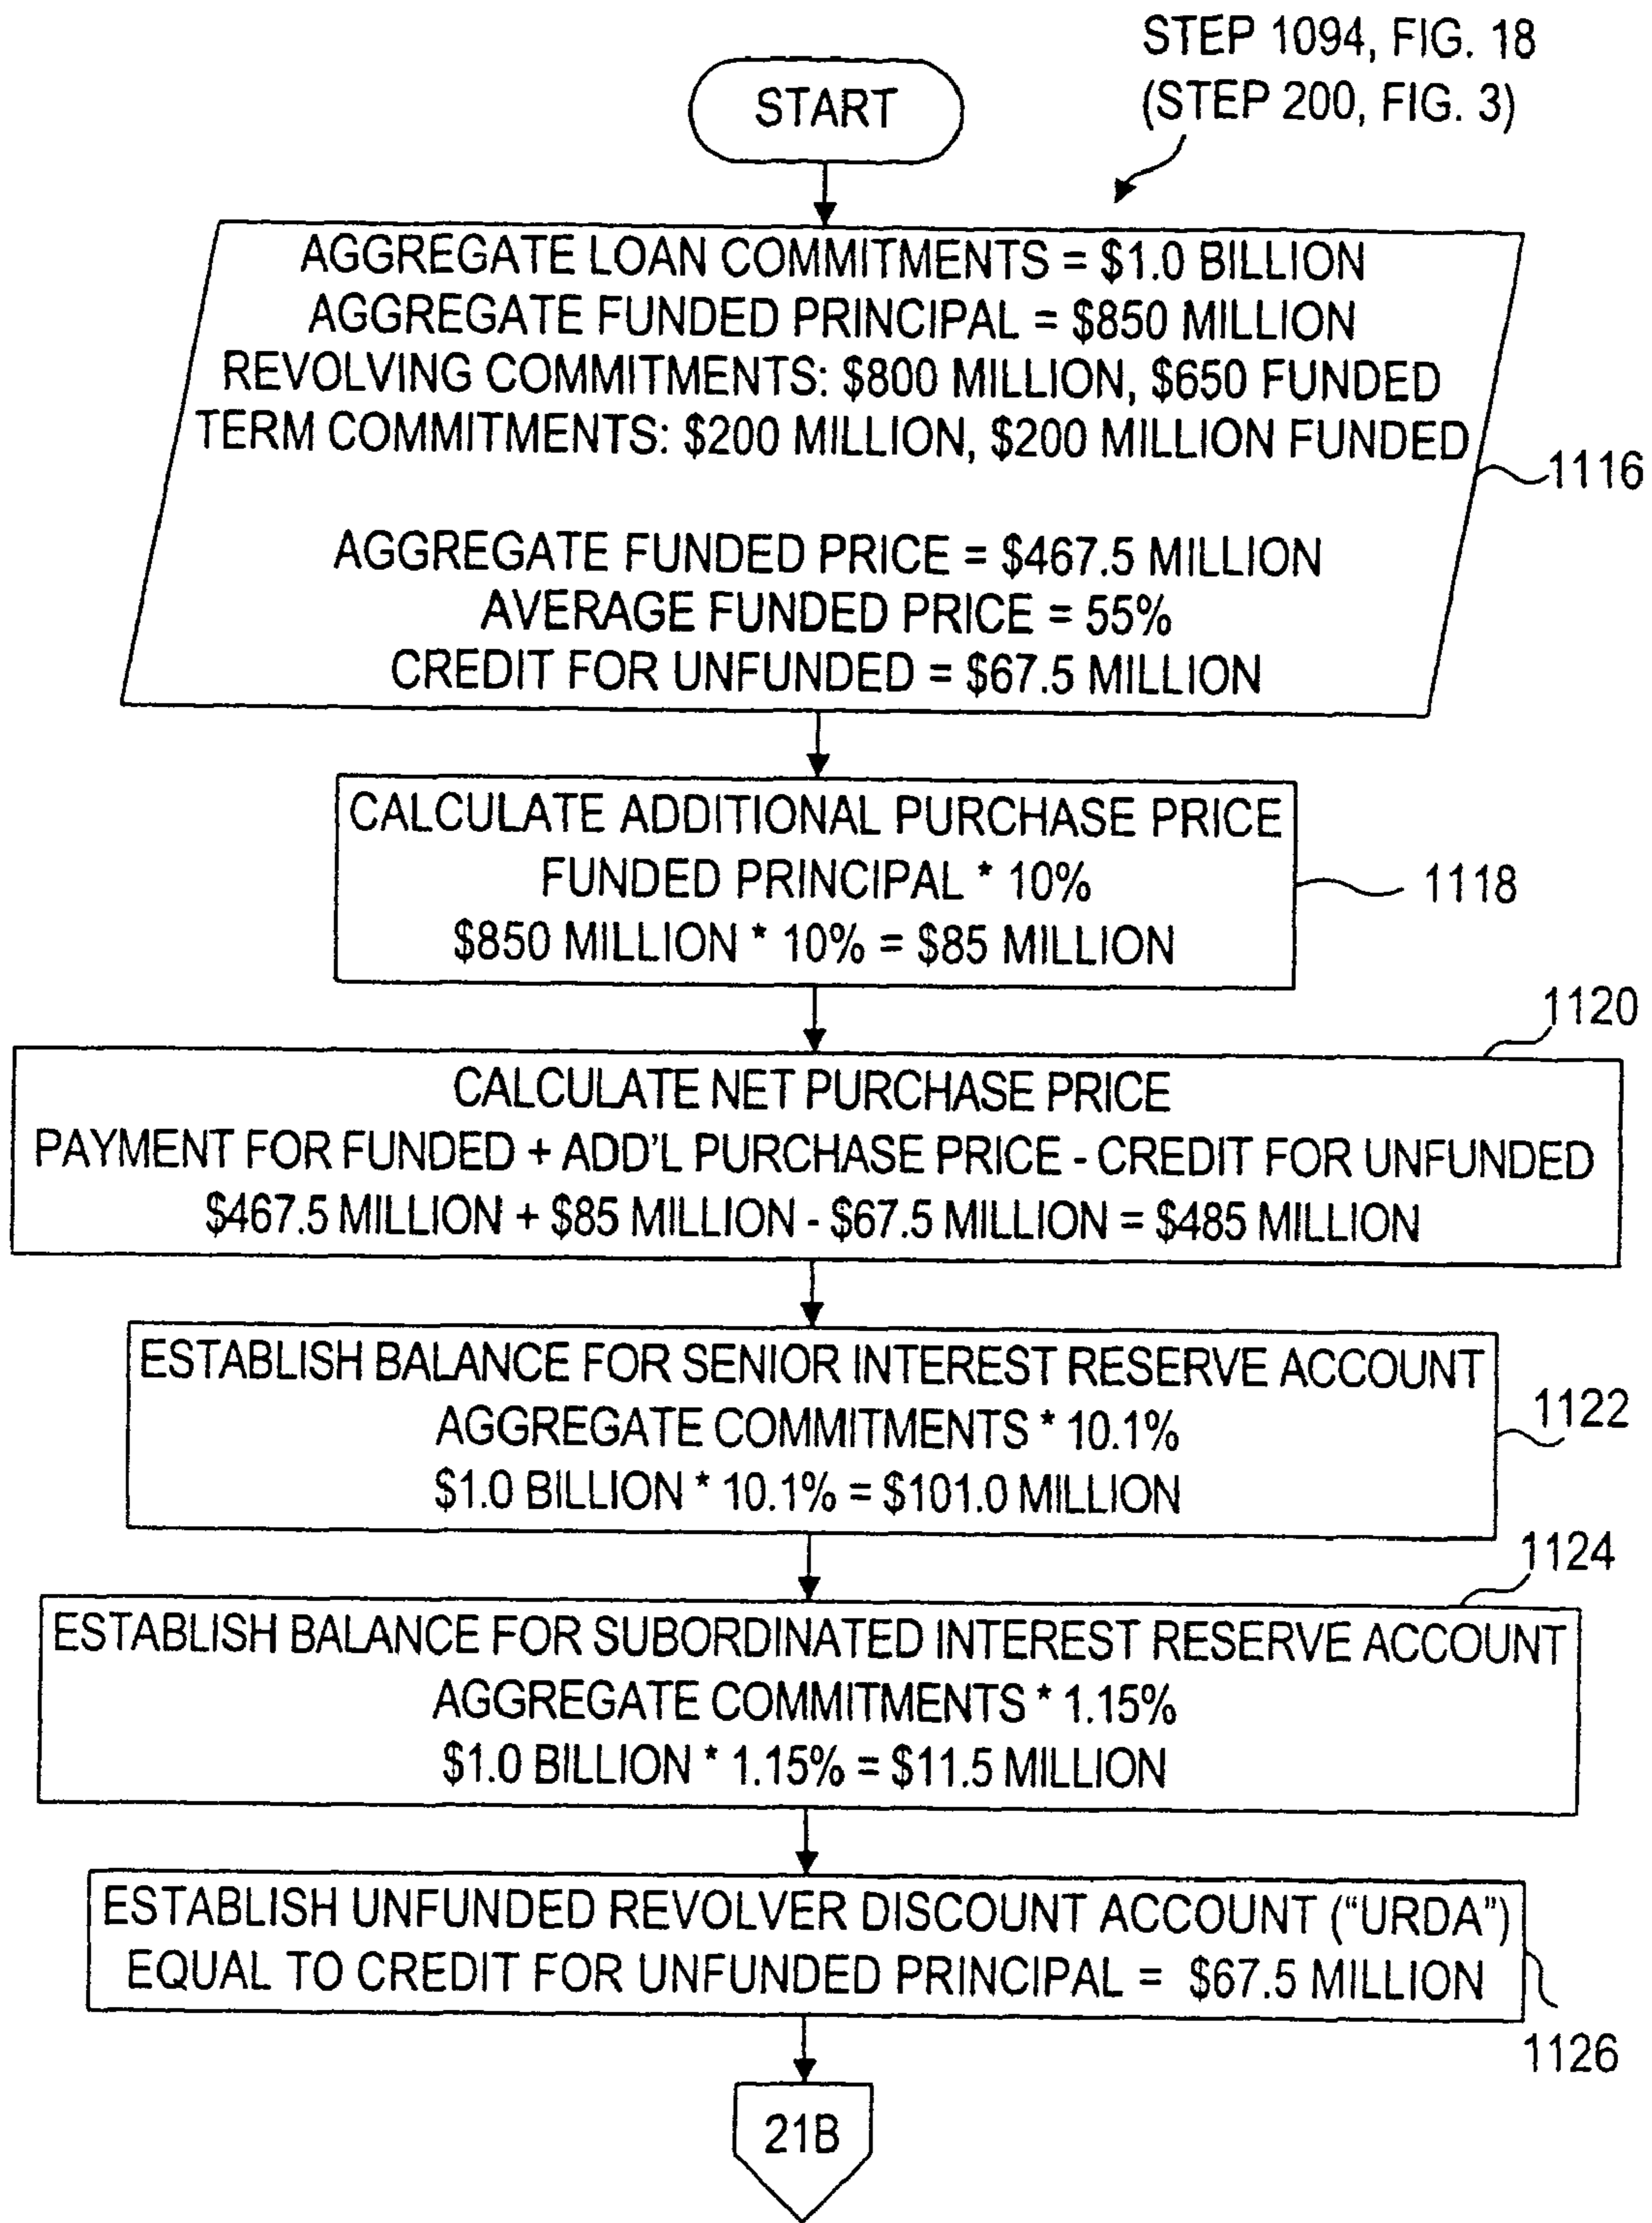 STEP 1094, FIG. 18
(STEP 200, FIG. 3)
START
AGGREGATE LOAN COMMITMENTS = $1.0 BILLION
AGGREGATE FUNDED PRINCIPAL = $850 MILLION
REVOLVING COMMITMENTS: $800 MILLION, $650 FUNDED
TERM COMMITMENTS: $200 MILLION, $200 MILLION FUNDED
1116
AGGREGATE FUNDED PRICE = $467.5 MILLION
AVERAGE FUNDED PRICE = 55%
CREDIT FOR UNFUNDED = $67.5 MILLION
CALCULATE ADDITIONAL PURCHASE PRICE
FUNDED PRINCIPAL * 10%
$850 MILLION * 10% = $85 MILLION
1118
1120
CALCULATE NET PURCHASE PRICE
PAYMENT FOR FUNDED + ADD'L PURCHASE PRICE - CREDIT FOR UNFUNDED
$467.5 MILLION + $85 MILLION - $67.5 MILLION = $485 MILLION
ESTABLISH BALANCE FOR SENIOR INTEREST RESERVE ACCOUNT
AGGREGATE COMMITMENTS * 10.1%
$1.0 BILLION * 10.1% = $101.0 MILLION
1122
1124
ESTABLISH BALANCE FOR SUBORDINATED INTEREST RESERVE ACCOUNT
AGGREGATE COMMITMENTS * 1.15%
$1.0 BILLION * 1.15% = $11.5 MILLION
ESTABLISH UNFUNDED REVOLVER DISCOUNT ACCOUNT (“URDA”)
EQUAL TO CREDIT FOR UNFUNDED PRINCIPAL = $67.5 MILLION
1126
21B